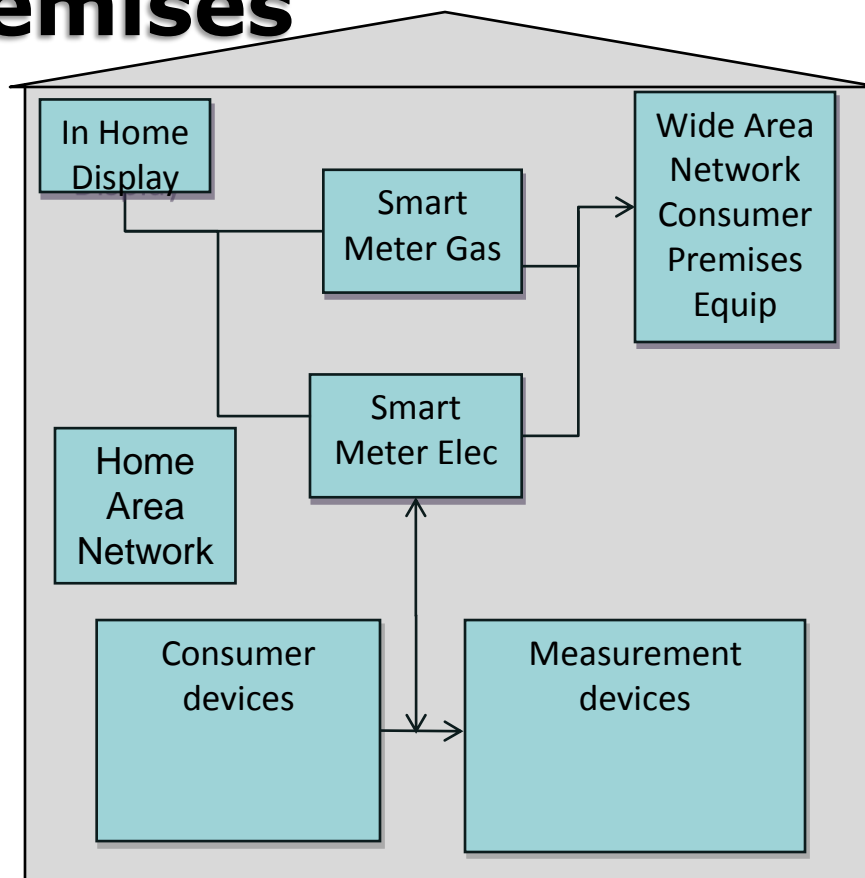 emises
In Home
Display
Wide Area
Network
Consumer
Premises
Equip
Smart
Meter Gas
Smart
Meter Elec
Home
Area
Network
Consumer
devices
Measurement
devices